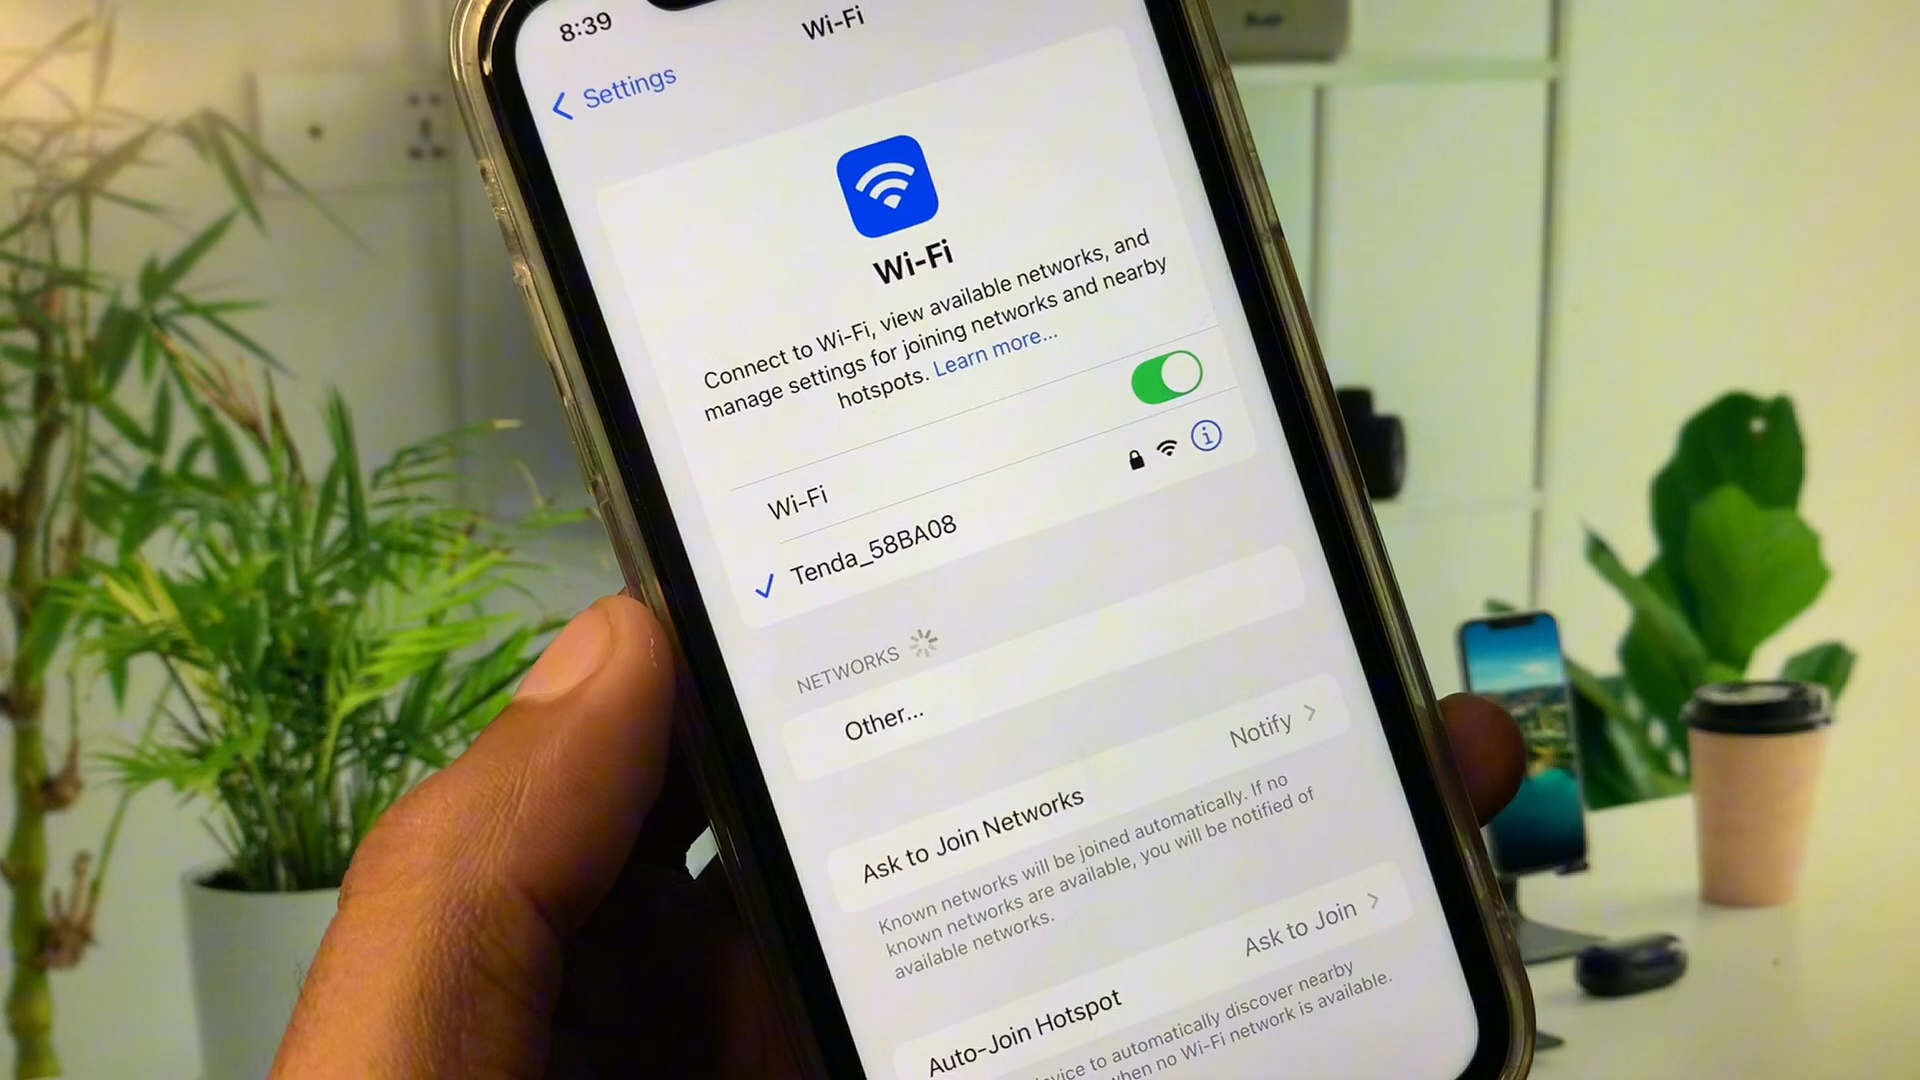 8:39
Wi-Fi
Settings
Wi-Fi
Connect to Wi-Fi, view available networks, and
manage settings for joining networks and nearby
hotspots. Learn more...
Wi-Fi
Tenda_58BA08
NETWORKS
Other...
Ask to Join Networks Notify
Known networks will be joined automatically. If no
known networks are available, you will be notified of
available networks.
Auto-Join Hotspot Ask to Join
to automatically discover nearby
when no Wi-Fi network is available.